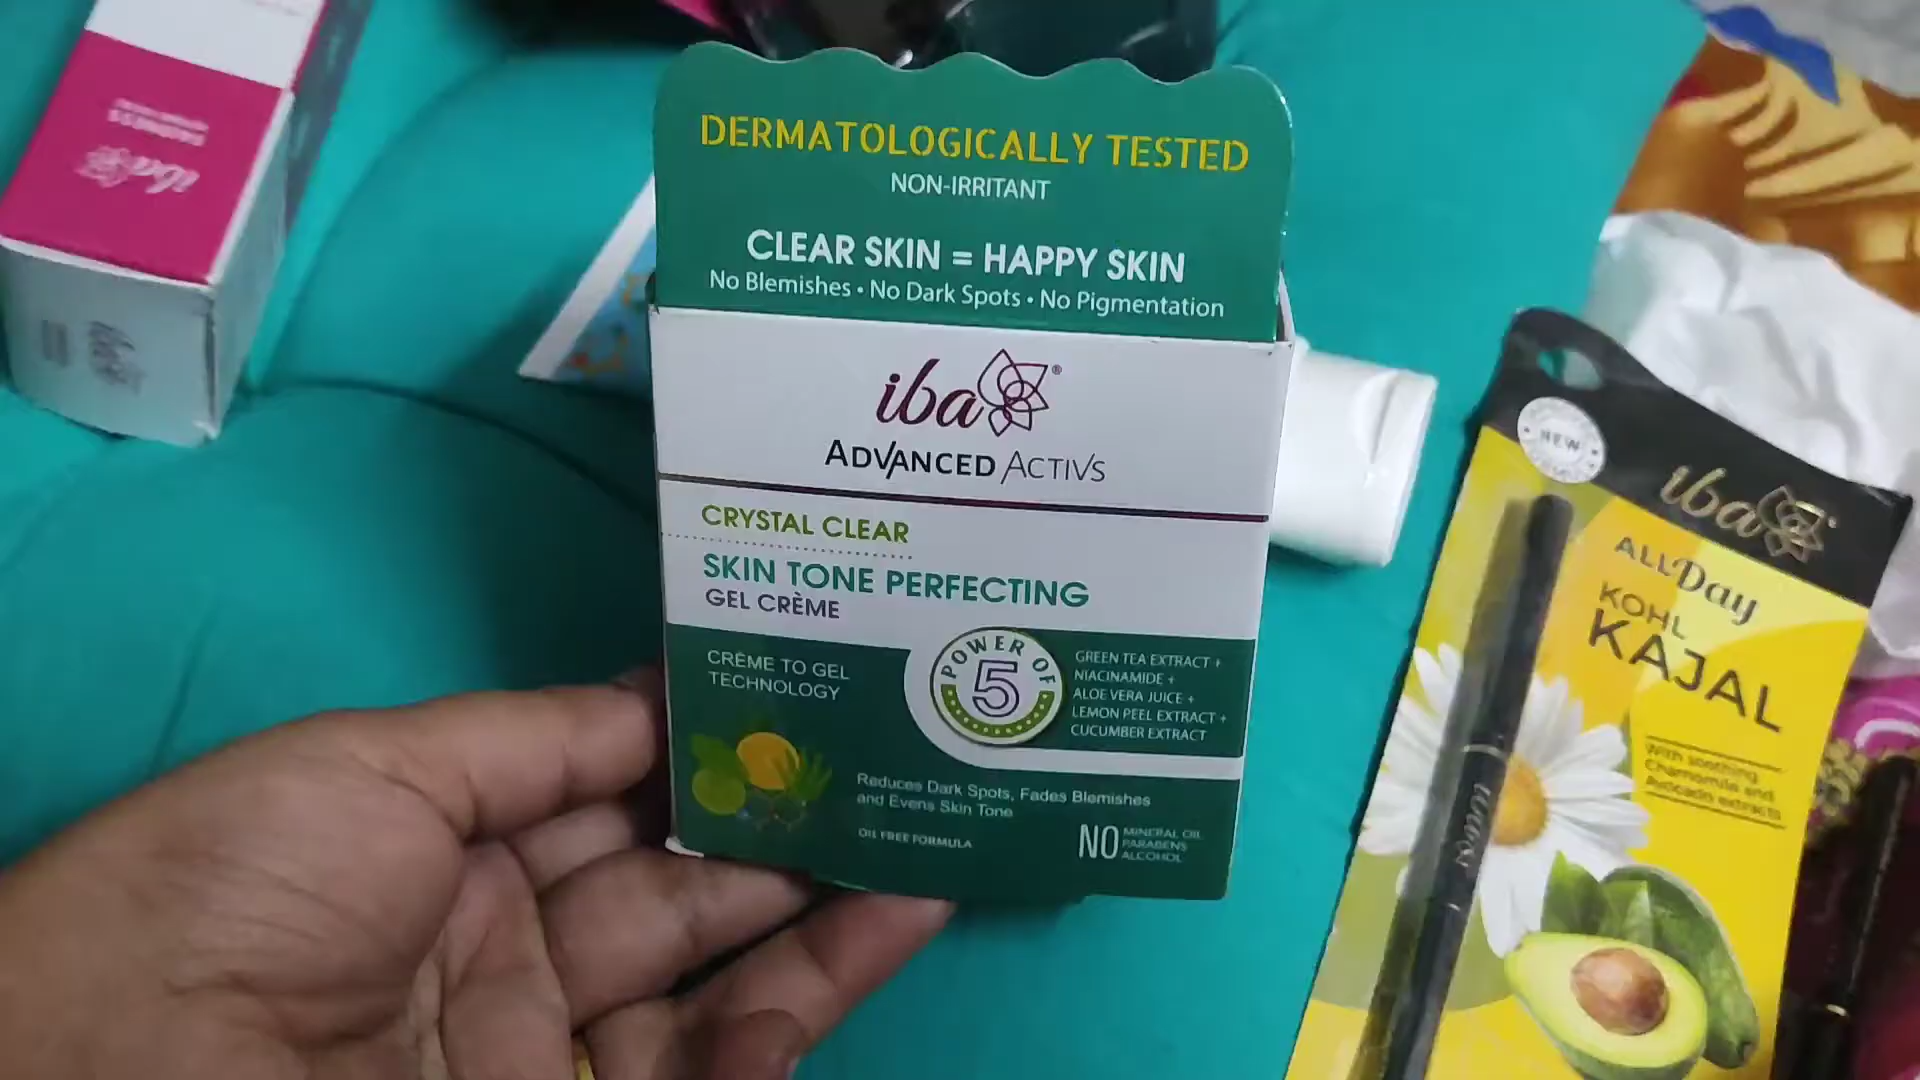 DERMATOLOGICALLY TESTED
NON-IRRITANT
CLEAR SKIN = HAPPY SKIN
No Blemishes • No Dark Spots • No Pigmentation
iba®
ADVANCED ACTIVS
CRYSTAL CLEAR
SKIN TONE PERFECTING
GEL CRÈME
CRÈME TO GEL
TECHNOLOGY
POWER OF
5
GREEN TEA EXTRACT +
NIACINAMIDE +
ALOE VERA JUICE +
LEMON PEEL EXTRACT +
CUCUMBER EXTRACT
Reduces Dark Spots, Fades Blemishes
and Evens Skin Tone
OIL FREE FORMULA
NO
MINERAL OIL
PARABENS
ALCOHOL
iba
NEW
iba
ALL Day
KOHL
KAJAL
With soothing
Chamomile and
Avocado extracts